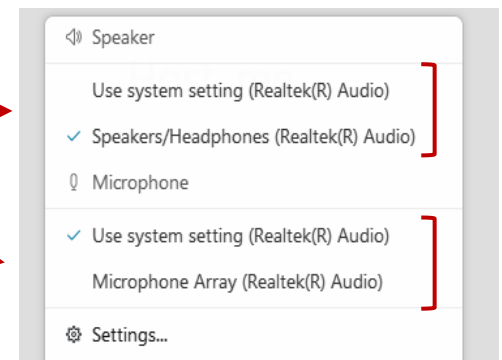 Speaker
Use system setting (Realtek(R) Audio)
Speakers/Headphones (Realtek(R) Audio)
Microphone
Use system setting (Realtek(R) Audio)
Microphone Array (Realtek(R) Audio)
Settings...